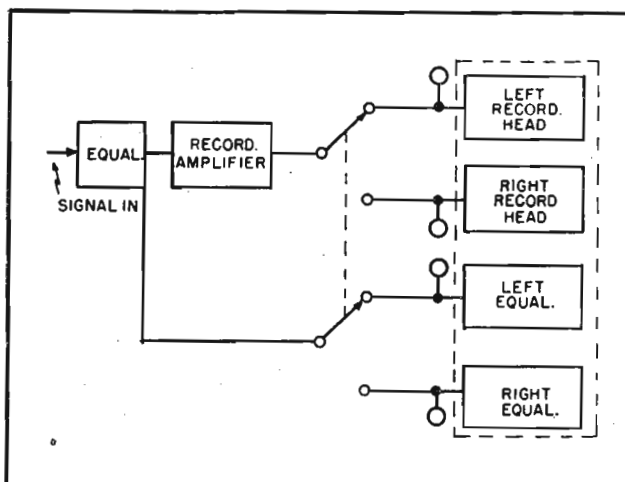 EQUAL.
RECORD.
AMPLIFIER
SIGNAL IN
LEFT
RECORD.
HEAD
RIGHT
RECORD
HEAD
LEFT
EQUAL.
RIGHT
EQUAL.